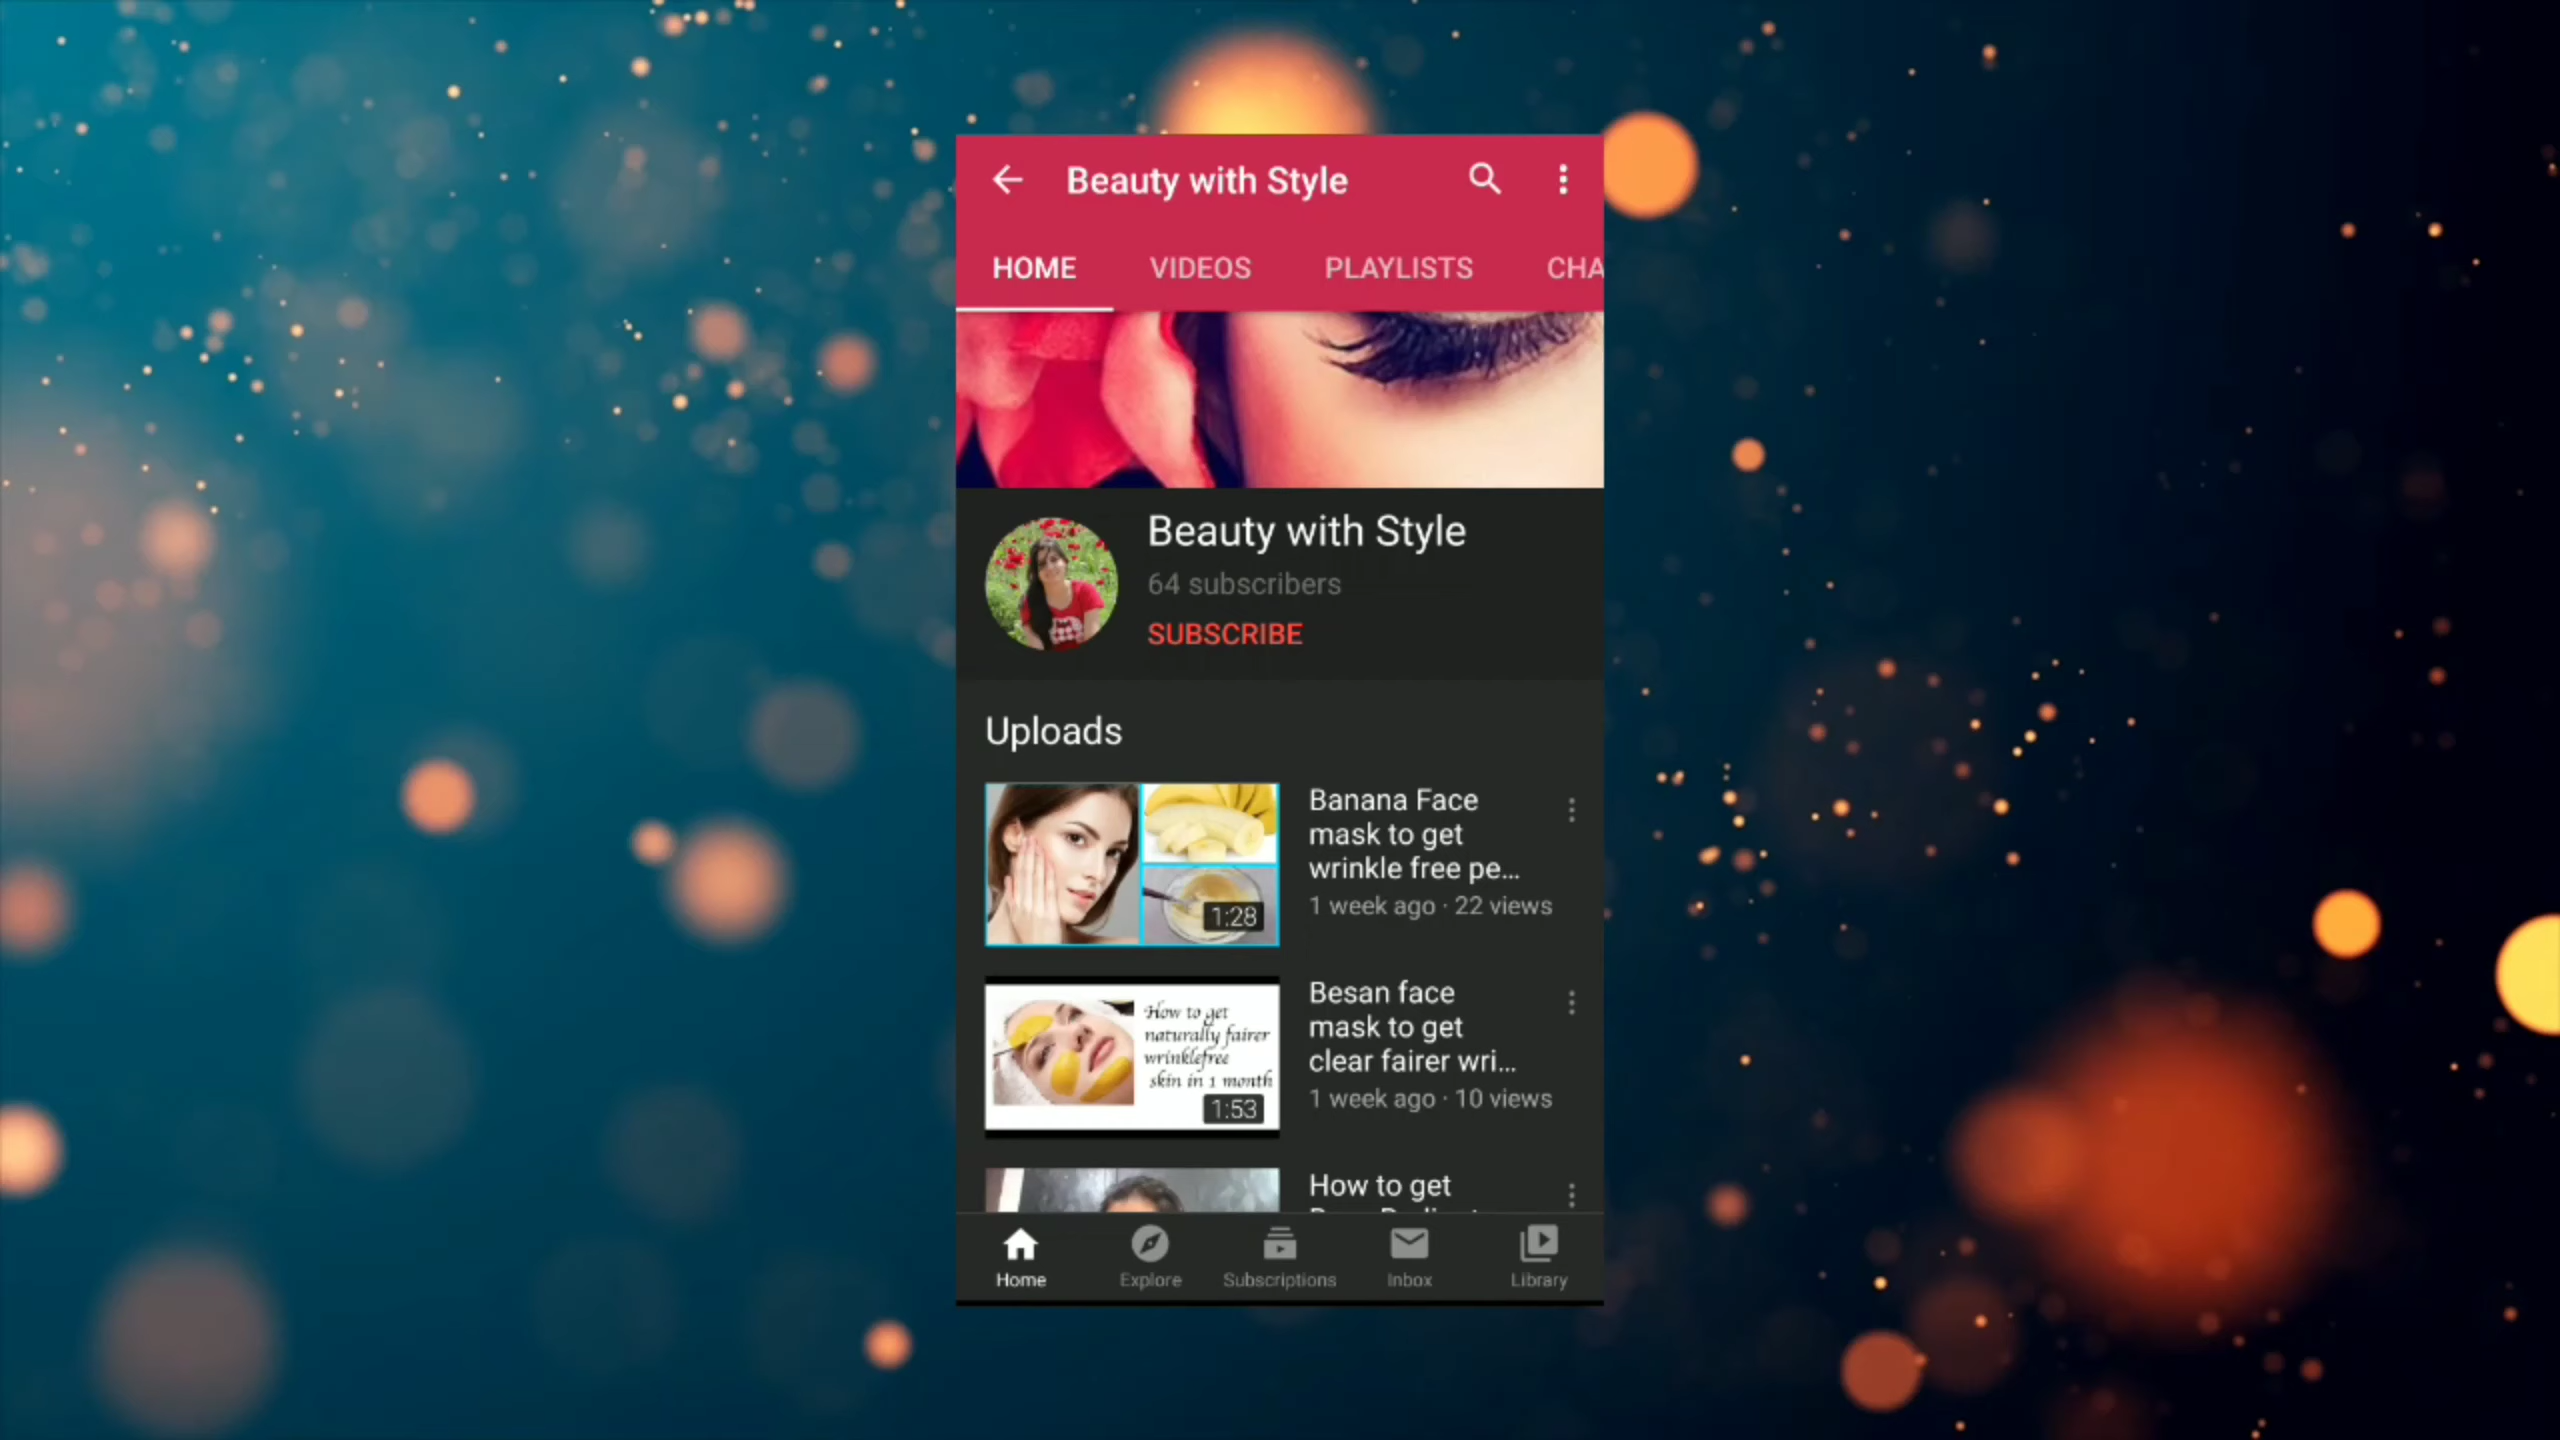 Beauty with Style
HOME VIDEOS PLAYLISTS CHA
Beauty with Style
64 subscribers
SUBSCRIBE
Uploads
Banana Face
mask to get
wrinkle free pe...
1 week ago · 22 views
1:28
How to get
naturally fairer
wrinklefree
skin in 1 month
1:53
Besan face
mask to get
clear fairer wri...
1 week ago · 10 views
How to get
Home Explore Subscriptions Inbox Library